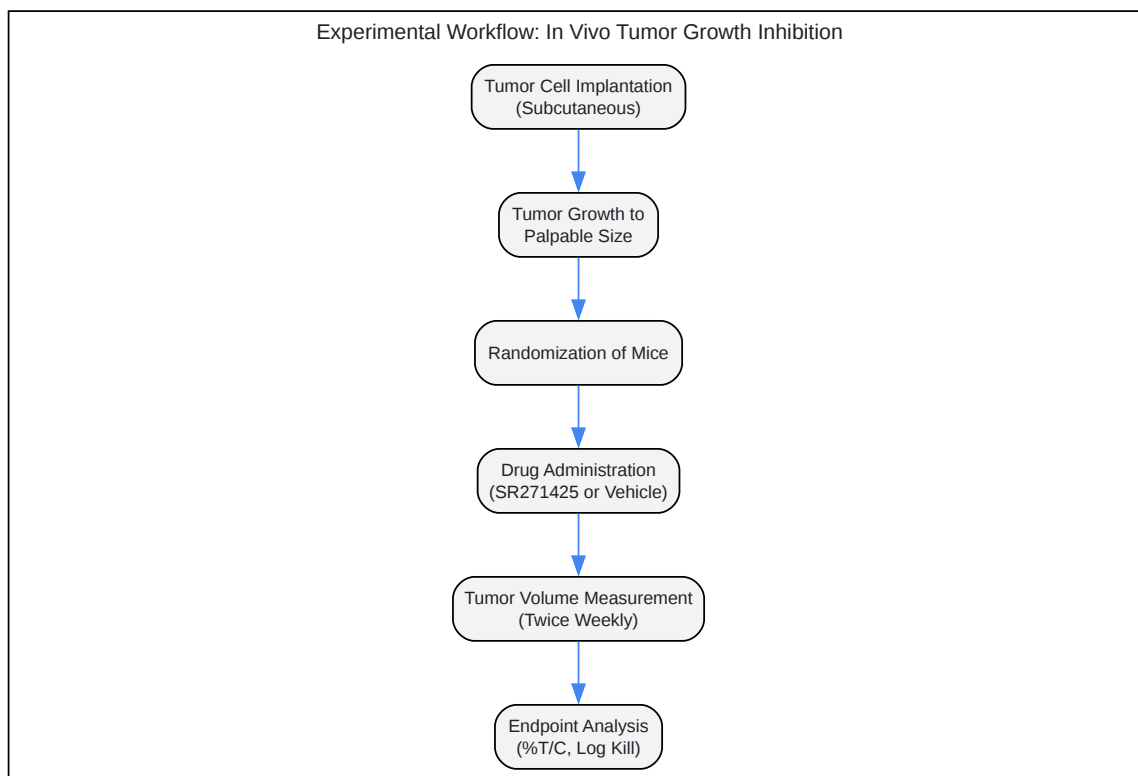 Experimental Workflow: In Vivo Tumor Growth Inhibition
Tumor Cell Implantation
(Subcutaneous)
Tumor Growth to
Palpable Size
Randomization of Mice
Drug Administration
(SR271425 or Vehicle)
Tumor Volume Measurement
(Twice Weekly)
Endpoint Analysis
(%T/C, Log Kill)